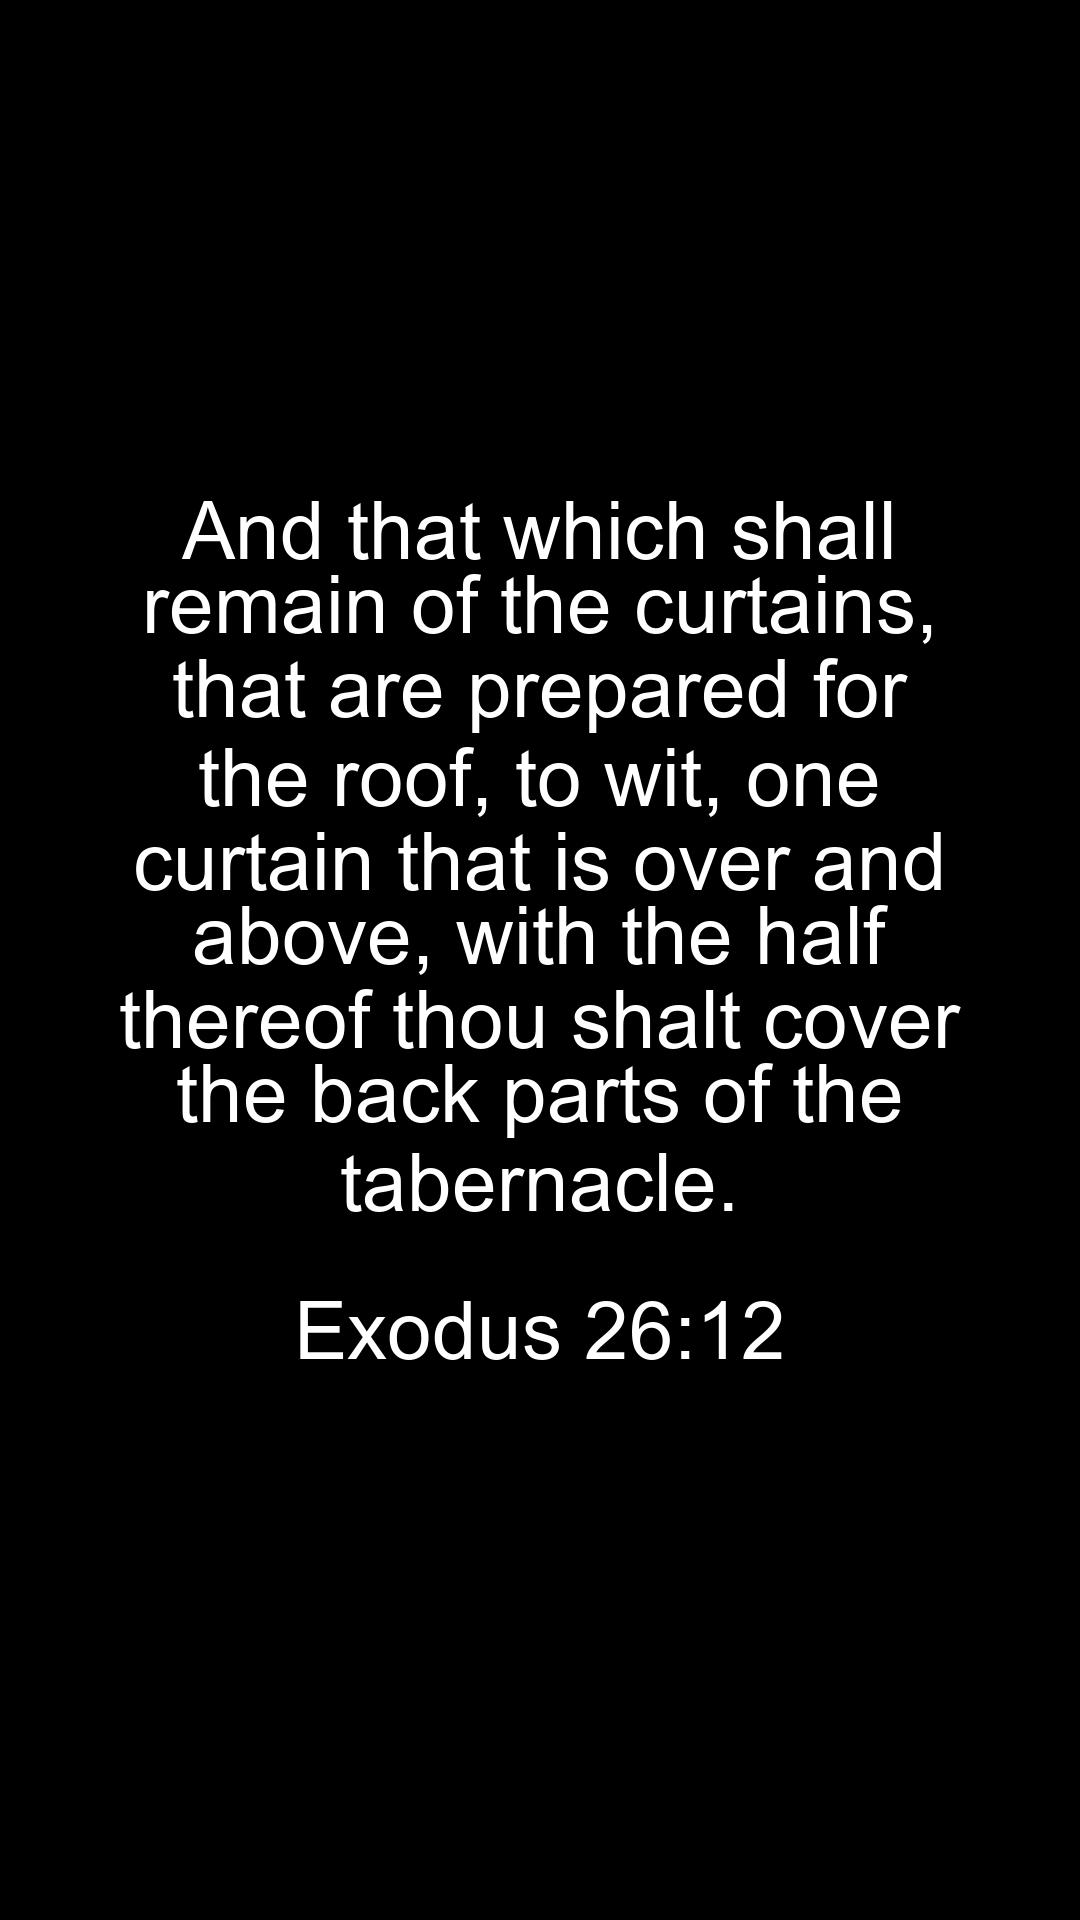 And that which shall
remain of the curtains,
that are prepared for
the roof, to wit, one
curtain that is over and
above, with the half
thereof thou shalt cover
the back parts of the
tabernacle.
Exodus 26:12